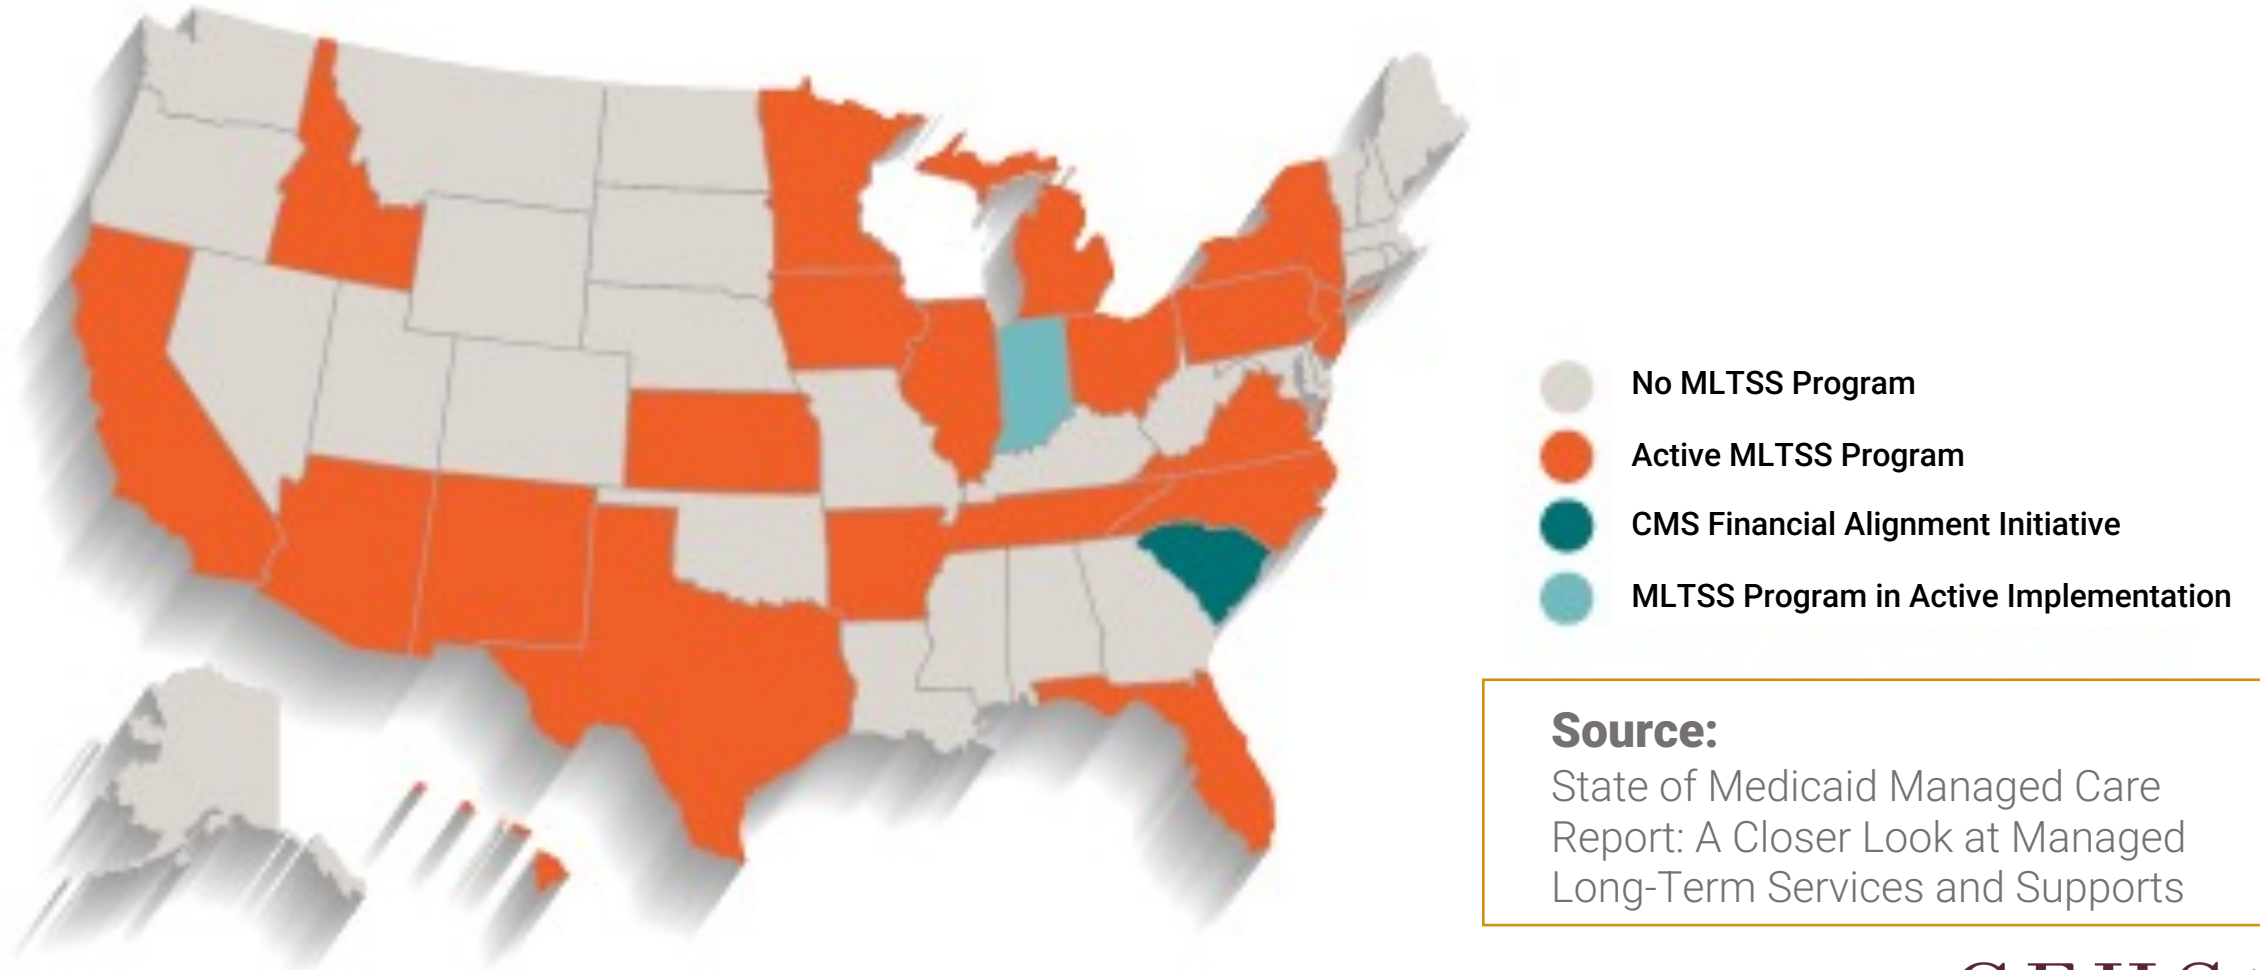 No MLTSS Program
Active MLTSS Program
CMS Financial Alignment Initiative
MLTSS Program in Active Implementation
Source:
State of Medicaid Managed Care
Report: A Closer Look at Managed
Long-Term Services and Supports